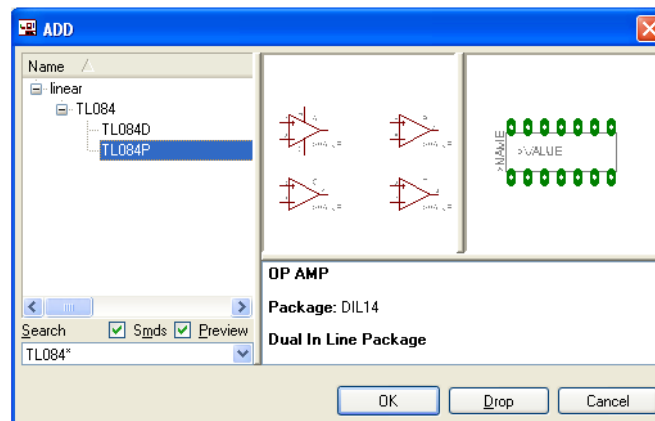 ADD
Name
linear
TL084
TL084D
TL084P
>NAME
>VALUE
OP AMP
Package: DIL14
Dual In Line Package
Search Smds Preview
TL084*
OK Drop Cancel